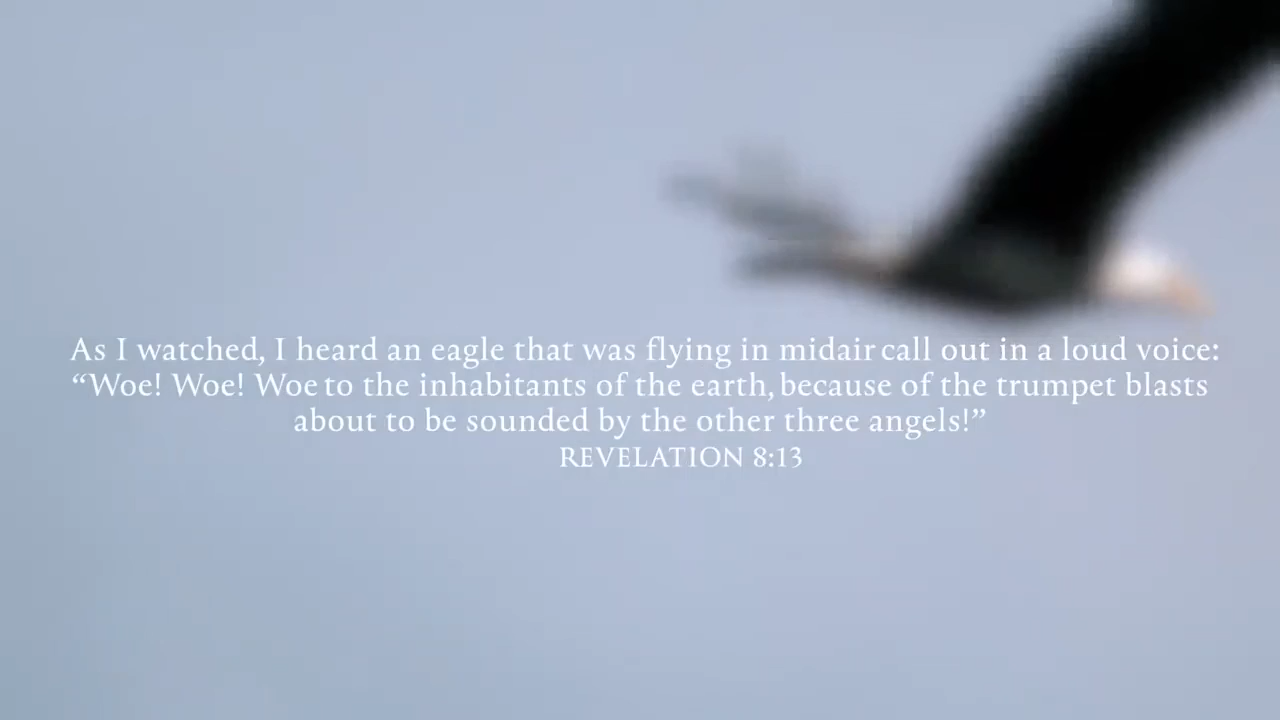 As I watched, I heard an eagle that was flying in midair call out in a loud voice:
“Woe! Woe! Woe to the inhabitants of the earth, because of the trumpet blasts
about to be sounded by the other three angels!”
REVELATION 8:13